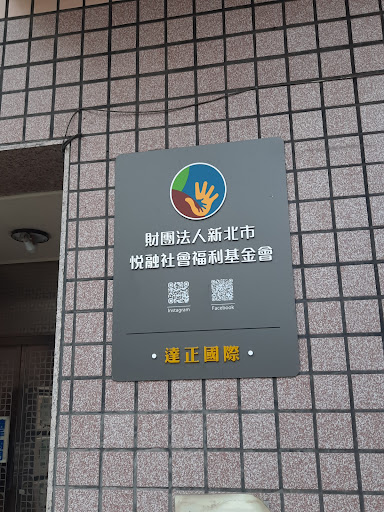 財團法人新北市
悅融社會福利基金會
Instagram
Facebook
• 達正國際 •